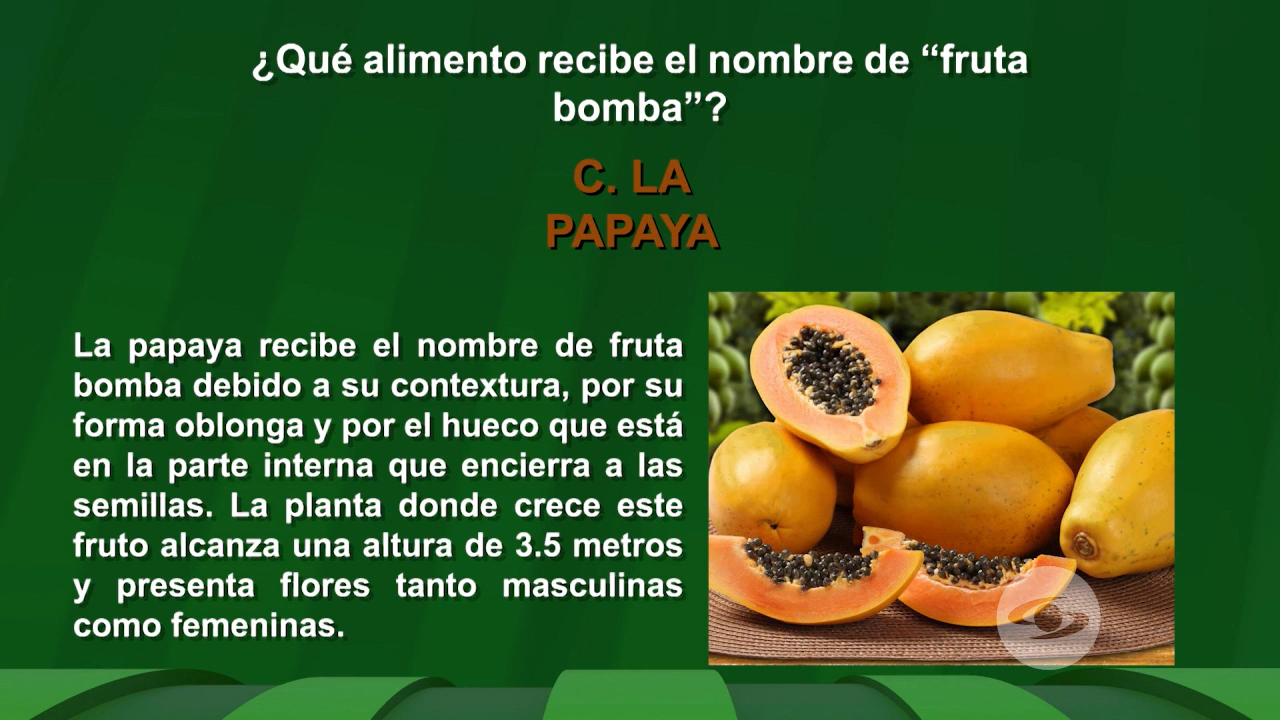 ¿Qué alimento recibe el nombre de “fruta
bomba”?
C. LA
PAPAYA
La papaya recibe el nombre de fruta
bomba debido a su contextura, por su
forma oblonga y por el hueco que está
en la parte interna que encierra a las
semillas. La planta donde crece este
fruto alcanza una altura de 3.5 metros
y presenta flores tanto masculinas
como femeninas.